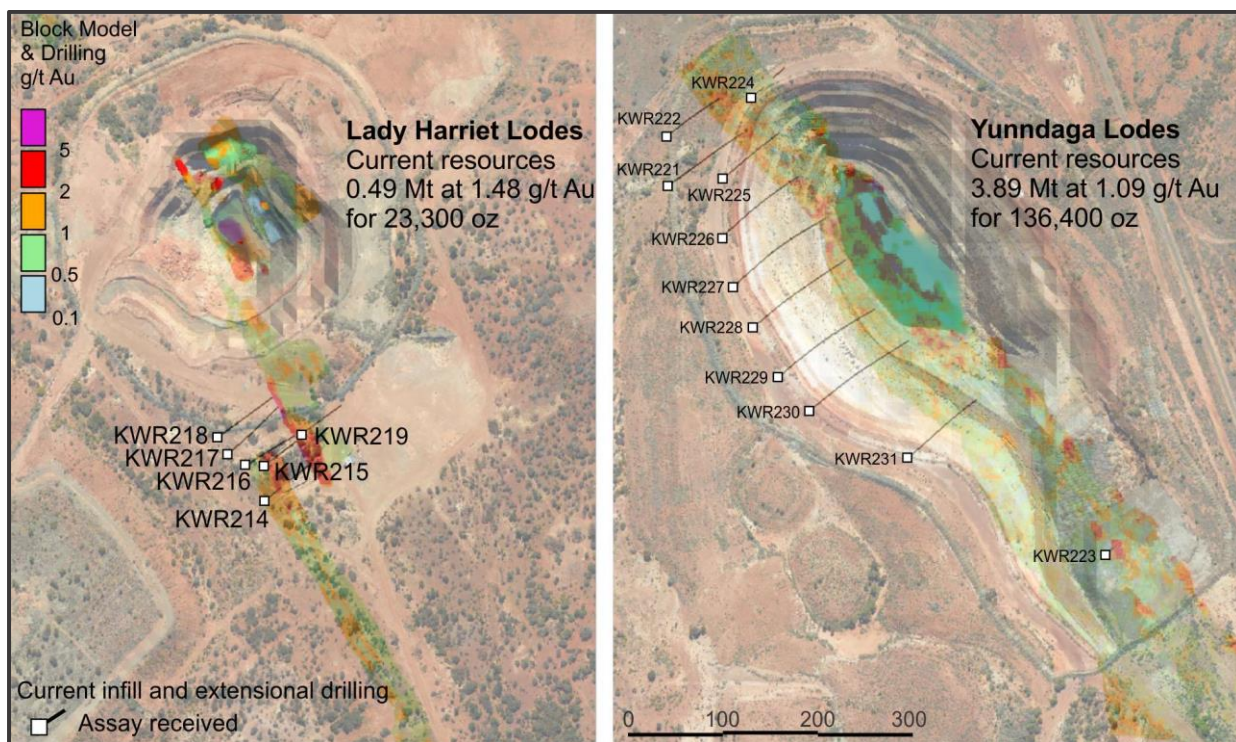 Block Model
& Drilling
g/t Au
5
2
1
0.5
0.1
Lady Harriet Lodes
Current resources
0.49 Mt at 1.48 g/t Au
for 23,300 oz
KWR218
KWR219
KWR217
KWR216
KWR215
KWR214
Current infill and extensional drilling
Assay received
Yunndaga Lodes
Current resources
3.89 Mt at 1.09 g/t Au
for 136,400 oz
KWR224
KWR222
KWR221
KWR225
KWR226
KWR227
KWR228
KWR229
KWR230
KWR231
KWR223
0 100 200 300